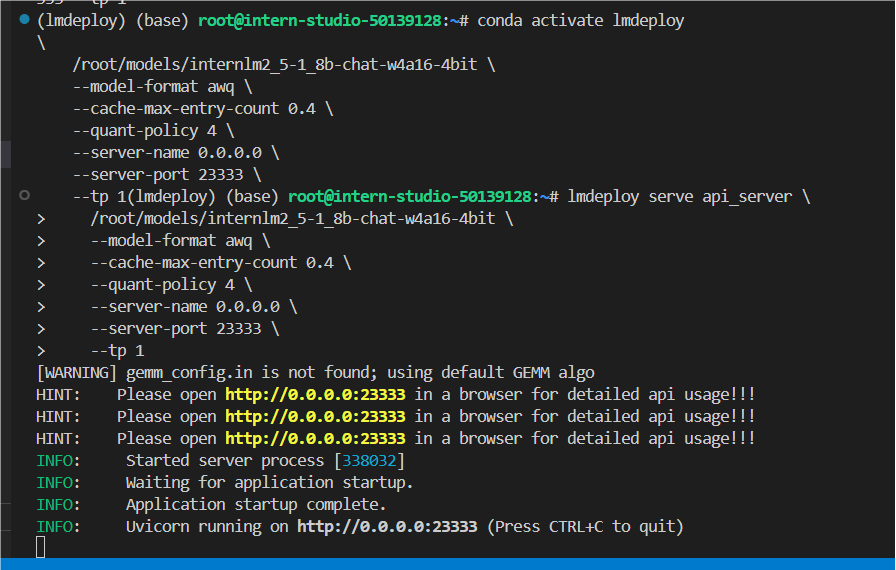 (lmdeploy) (base) root@intern-studio-50139128:~# conda activate lmdeploy
\
    /root/models/internlm2_5-1_8b-chat-w4a16-4bit \
    --model-format awq \
    --cache-max-entry-count 0.4 \
    --quant-policy 4 \
    --server-name 0.0.0.0 \
    --server-port 23333 \
    --tp 1(lmdeploy) (base) root@intern-studio-50139128:~# lmdeploy serve api_server \
>     /root/models/internlm2_5-1_8b-chat-w4a16-4bit \
>     --model-format awq \
>     --cache-max-entry-count 0.4 \
>     --quant-policy 4 \
>     --server-name 0.0.0.0 \
>     --server-port 23333 \
>     --tp 1
[WARNING] gemm_config.in is not found; using default GEMM algo
HINT:    Please open http://0.0.0.0:23333 in a browser for detailed api usage!!!
HINT:    Please open http://0.0.0.0:23333 in a browser for detailed api usage!!!
HINT:    Please open http://0.0.0.0:23333 in a browser for detailed api usage!!!
INFO:     Started server process [338032]
INFO:     Waiting for application startup.
INFO:     Application startup complete.
INFO:     Uvicorn running on http://0.0.0.0:23333 (Press CTRL+C to quit)